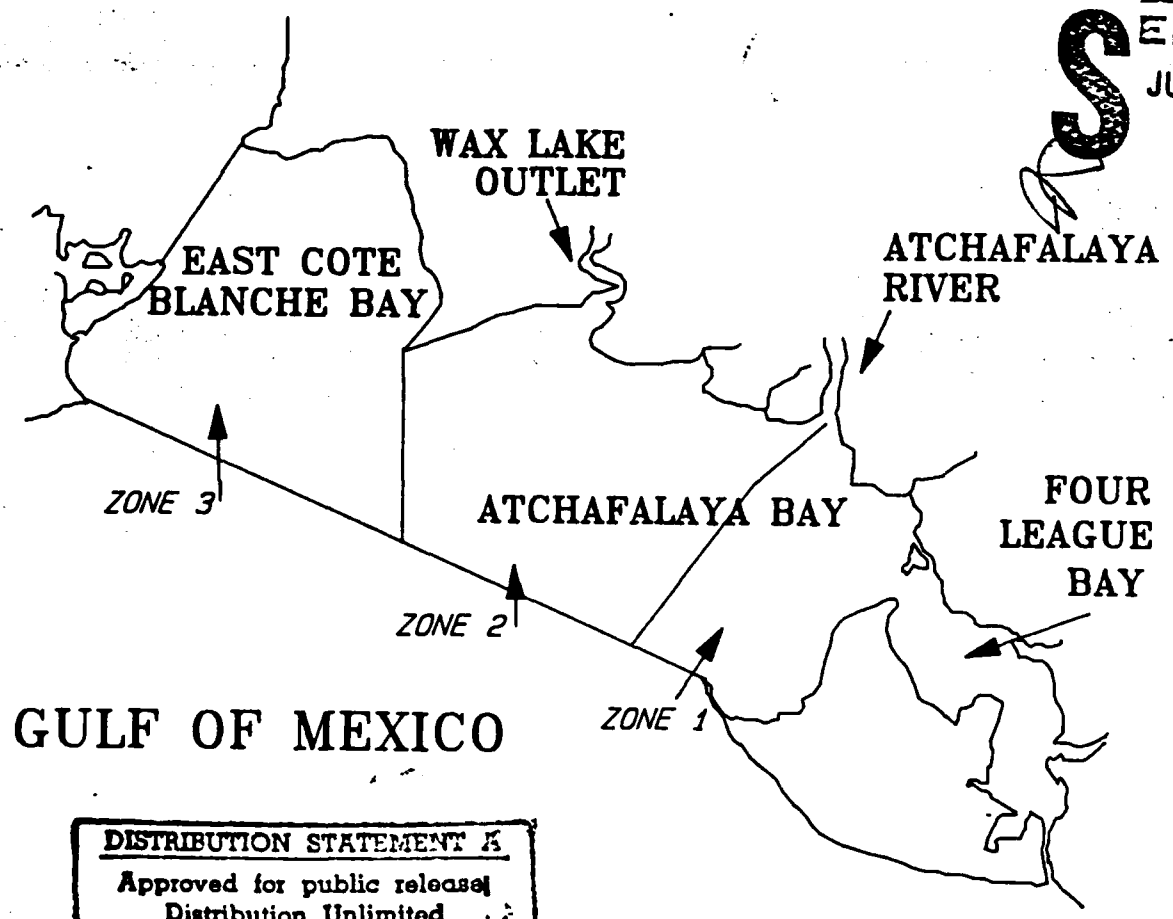 S
WAX LAKE
OUTLET
ATCHAFALAYA
RIVER
EAST COTE
BLANCHE BAY
ZONE 3
ATCHAFALAYA BAY
FOUR
LEAGUE
BAY
ZONE 2
ZONE 1
GULF OF MEXICO
DISTRIBUTION STATEMENT A
Approved for public release
Distribution Unlimited